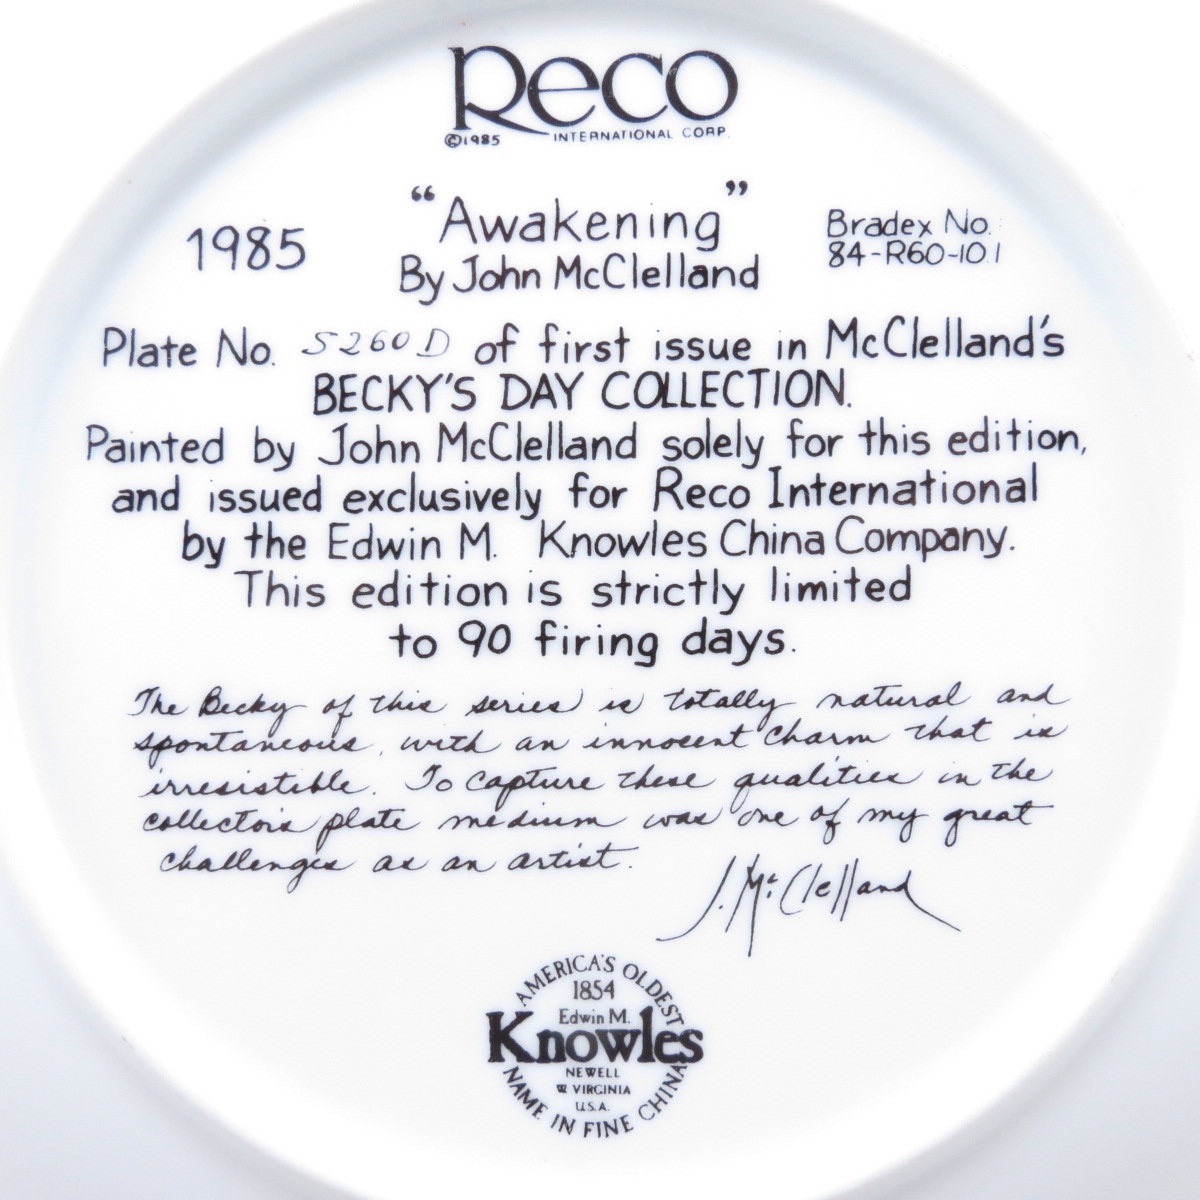 Reco
©1985 INTERNATIONAL CORP.
"Awakening"
1985
By John McClelland
Bradex No.
84-R60-10.1
Plate No. 5260D of first issue in McClelland's
BECKY'S DAY COLLECTION.
Painted by John McClelland solely for this edition,
and issued exclusively for Reco International
by the Edwin M. Knowles China Company.
This edition is strictly limited
to 90 firing days.
The Becky of this series is totally natural and
spontaneous, with an innocent charm that is
irresistible. To capture these qualities in the
collectors plate medium was one of my great
challenges as an artist.
J. McClelland
AMERICA'S OLDEST
1854
Edwin M.
Knowles
NEWELL
W VIRGINIA
U.S.A.
NAME IN FINE CHINA